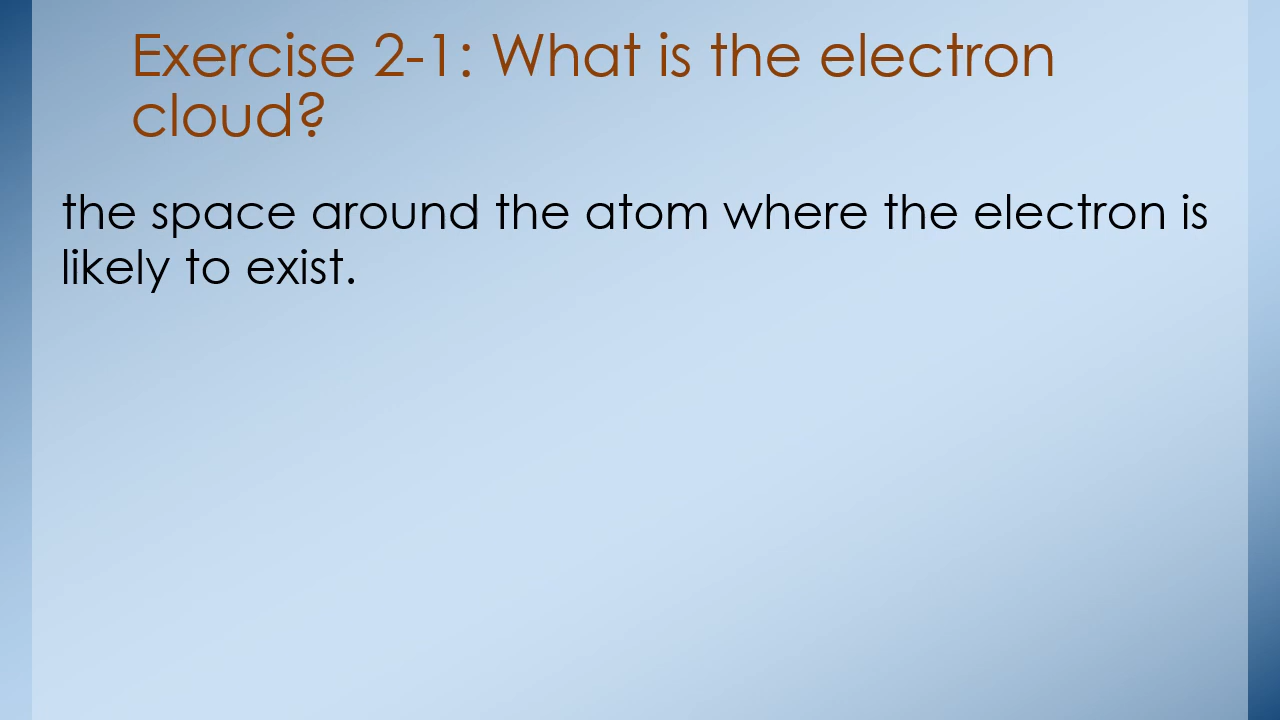 Exercise 2-1: What is the electron
cloud?
the space around the atom where the electron is
likely to exist.